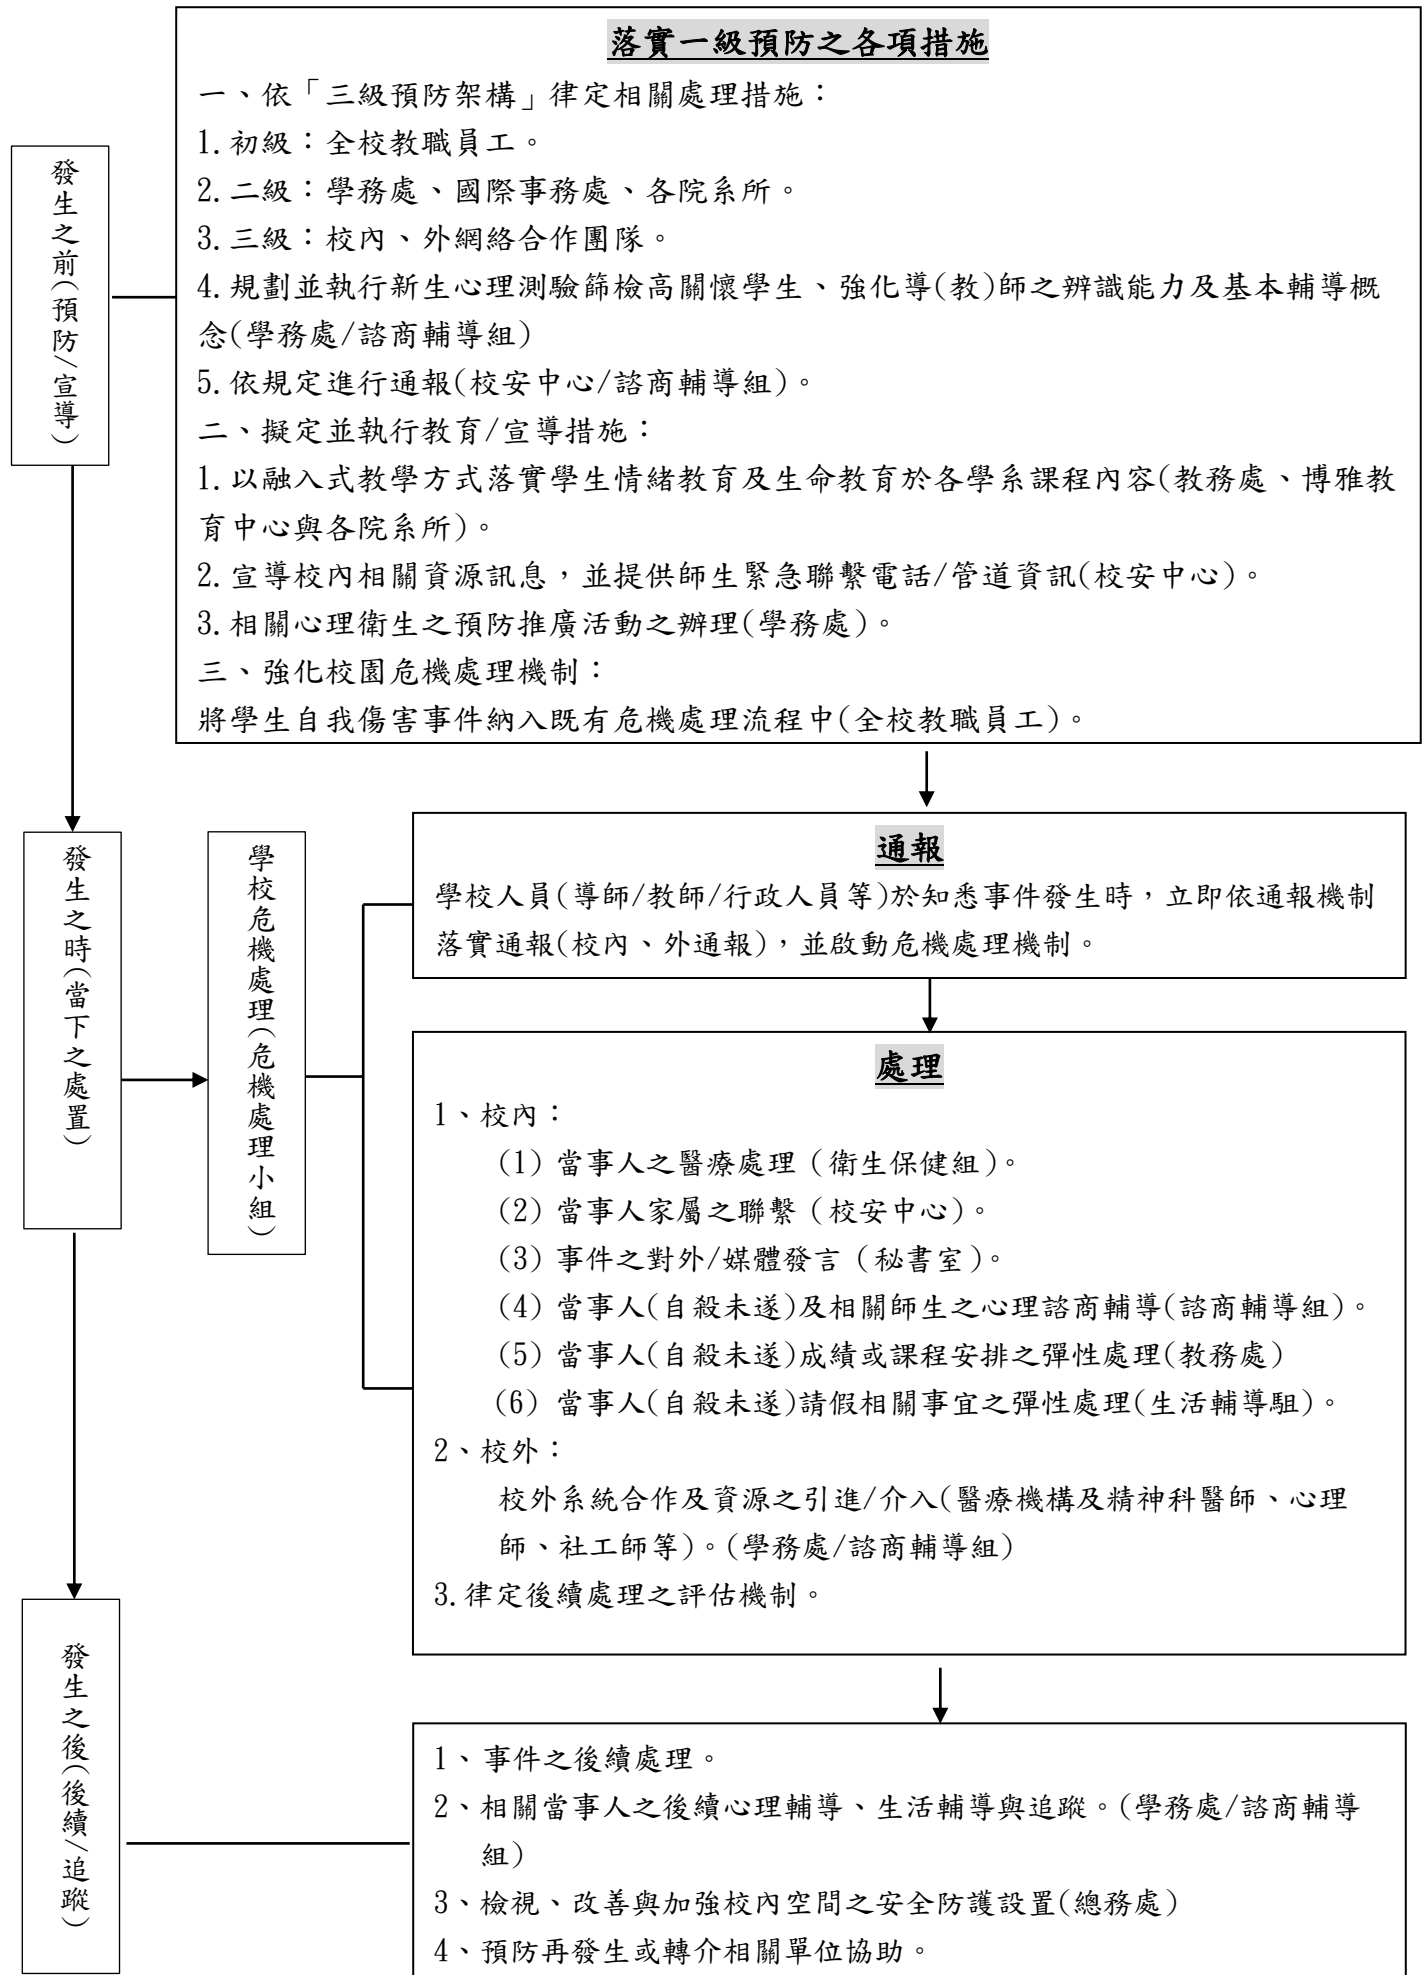 落實一級預防之各項措施
一、依「三級預防架構」律定相關處理措施：
1.初級：全校教職員工。
2.二級：學務處、國際事務處、各院系所。
3.三級：校內、外網絡合作團隊。
4.規劃並執行新生心理測驗篩檢高關懷學生、強化導(教)師之辨識能力及基本輔導概
念(學務處/諮商輔導組)
5.依規定進行通報(校安中心/諮商輔導組)。
二、擬定並執行教育/宣導措施：
1.以融入式教學方式落實學生情緒教育及生命教育於各學系課程內容(教務處、博雅教
育中心與各院系所)。
2.宣導校內相關資源訊息，並提供師生緊急聯繫電話/管道資訊(校安中心)。
3.相關心理衛生之預防推廣活動之辦理(學務處)。
三、強化校園危機處理機制：
將學生自我傷害事件納入既有危機處理流程中(全校教職員工)。
發生之前(預防/宣導)
發生之時(當下之處置)
學校危機處理(危機處理小組)
通報
學校人員(導師/教師/行政人員等)於知悉事件發生時，立即依通報機制
落實通報(校內、外通報)，並啟動危機處理機制。
處理
1、校內：
(1) 當事人之醫療處理（衛生保健組)。
(2) 當事人家屬之聯繫（校安中心)。
(3) 事件之對外/媒體發言（秘書室)。
(4) 當事人(自殺未遂)及相關師生之心理諮商輔導(諮商輔導組)。
(5) 當事人(自殺未遂)成績或課程安排之彈性處理(教務處)
(6) 當事人(自殺未遂)請假相關事宜之彈性處理(生活輔導駔)。
2、校外：
校外系統合作及資源之引進/介入(醫療機構及精神科醫師、心理
師、社工師等)。(學務處/諮商輔導組)
3.律定後續處理之評估機制。
發生之後(後續/追蹤)
1、事件之後續處理。
2、相關當事人之後續心理輔導、生活輔導與追蹤。(學務處/諮商輔導
組)
3、檢視、改善與加強校內空間之安全防護設置(總務處)
4、預防再發生或轉介相關單位協助。